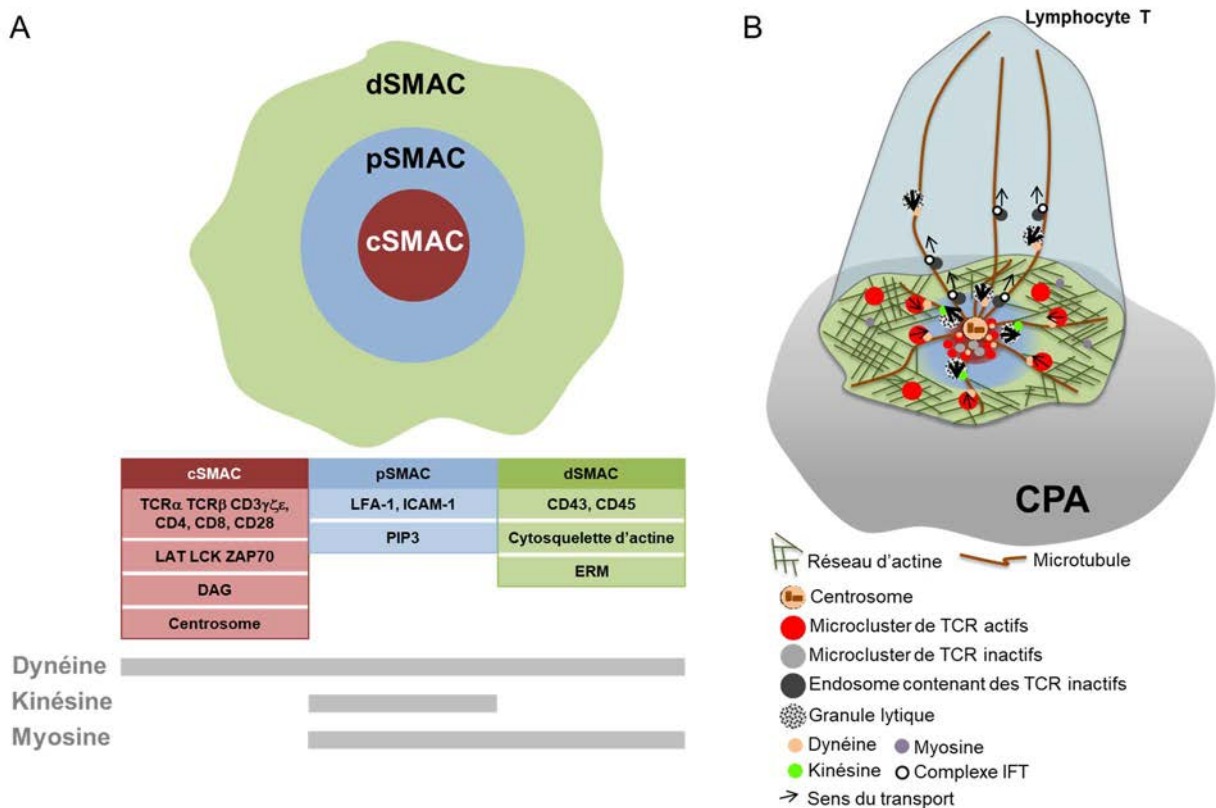 A
dSMAC
pSMAC
cSMAC
cSMAC pSMAC dSMAC
TCRα TCRβ CD3γζε,
CD4, CD8, CD28
LFA-1, ICAM-1
CD43, CD45
LAT LCK ZAP70
PIP3
Cytosquelette d'actine
DAG
ERM
Centrosome
Dynéine
Kinésine
Myosine
B
Lymphocyte T
CPA
Réseau d'actine Microtubule
Centrosome
Microcluster de TCR actifs
Microcluster de TCR inactifs
Endosome contenant des TCR inactifs
Granule lytique
Dynéine Myosine
Kinésine Complexe IFT
Sens du transport